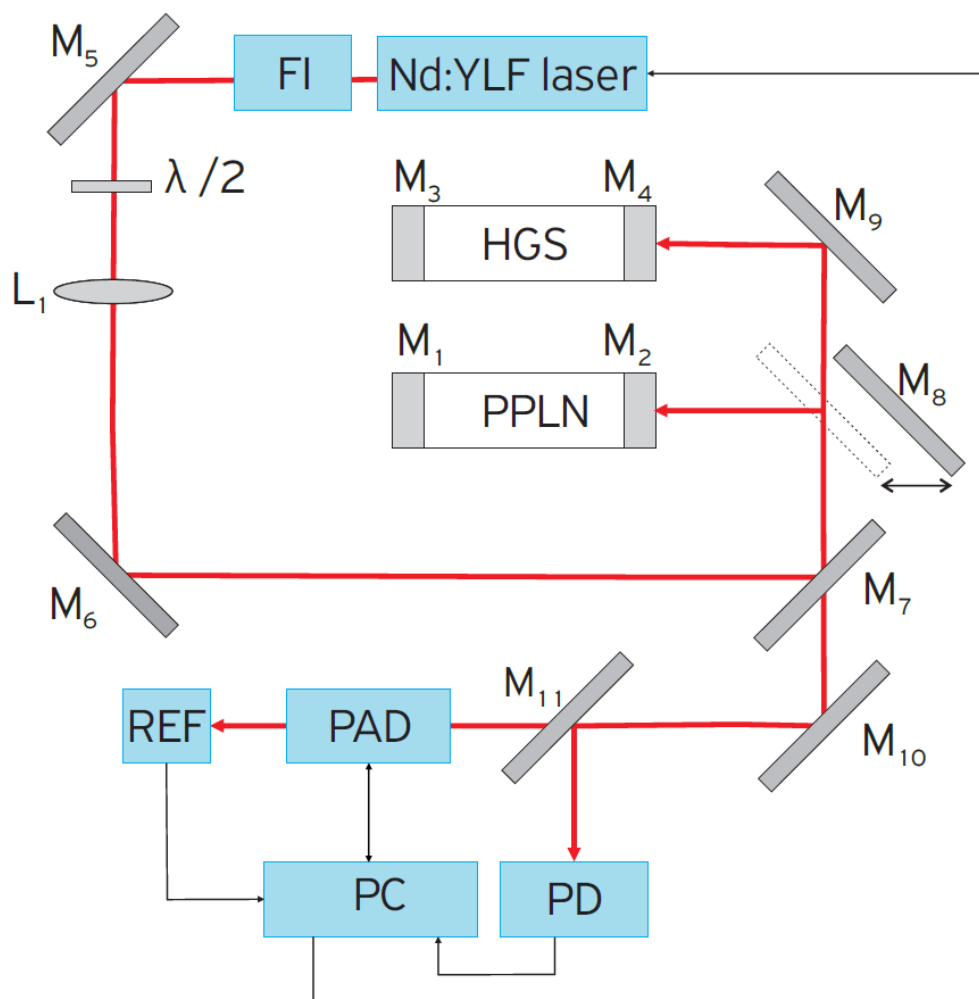 M₅
FI
Nd:YLF laser
λ /2
M₃
M₄
HGS
M₉
L₁
M₁
M₂
PPLN
M₈
M₆
M₇
M₁₁
REF
PAD
M₁₀
PC
PD